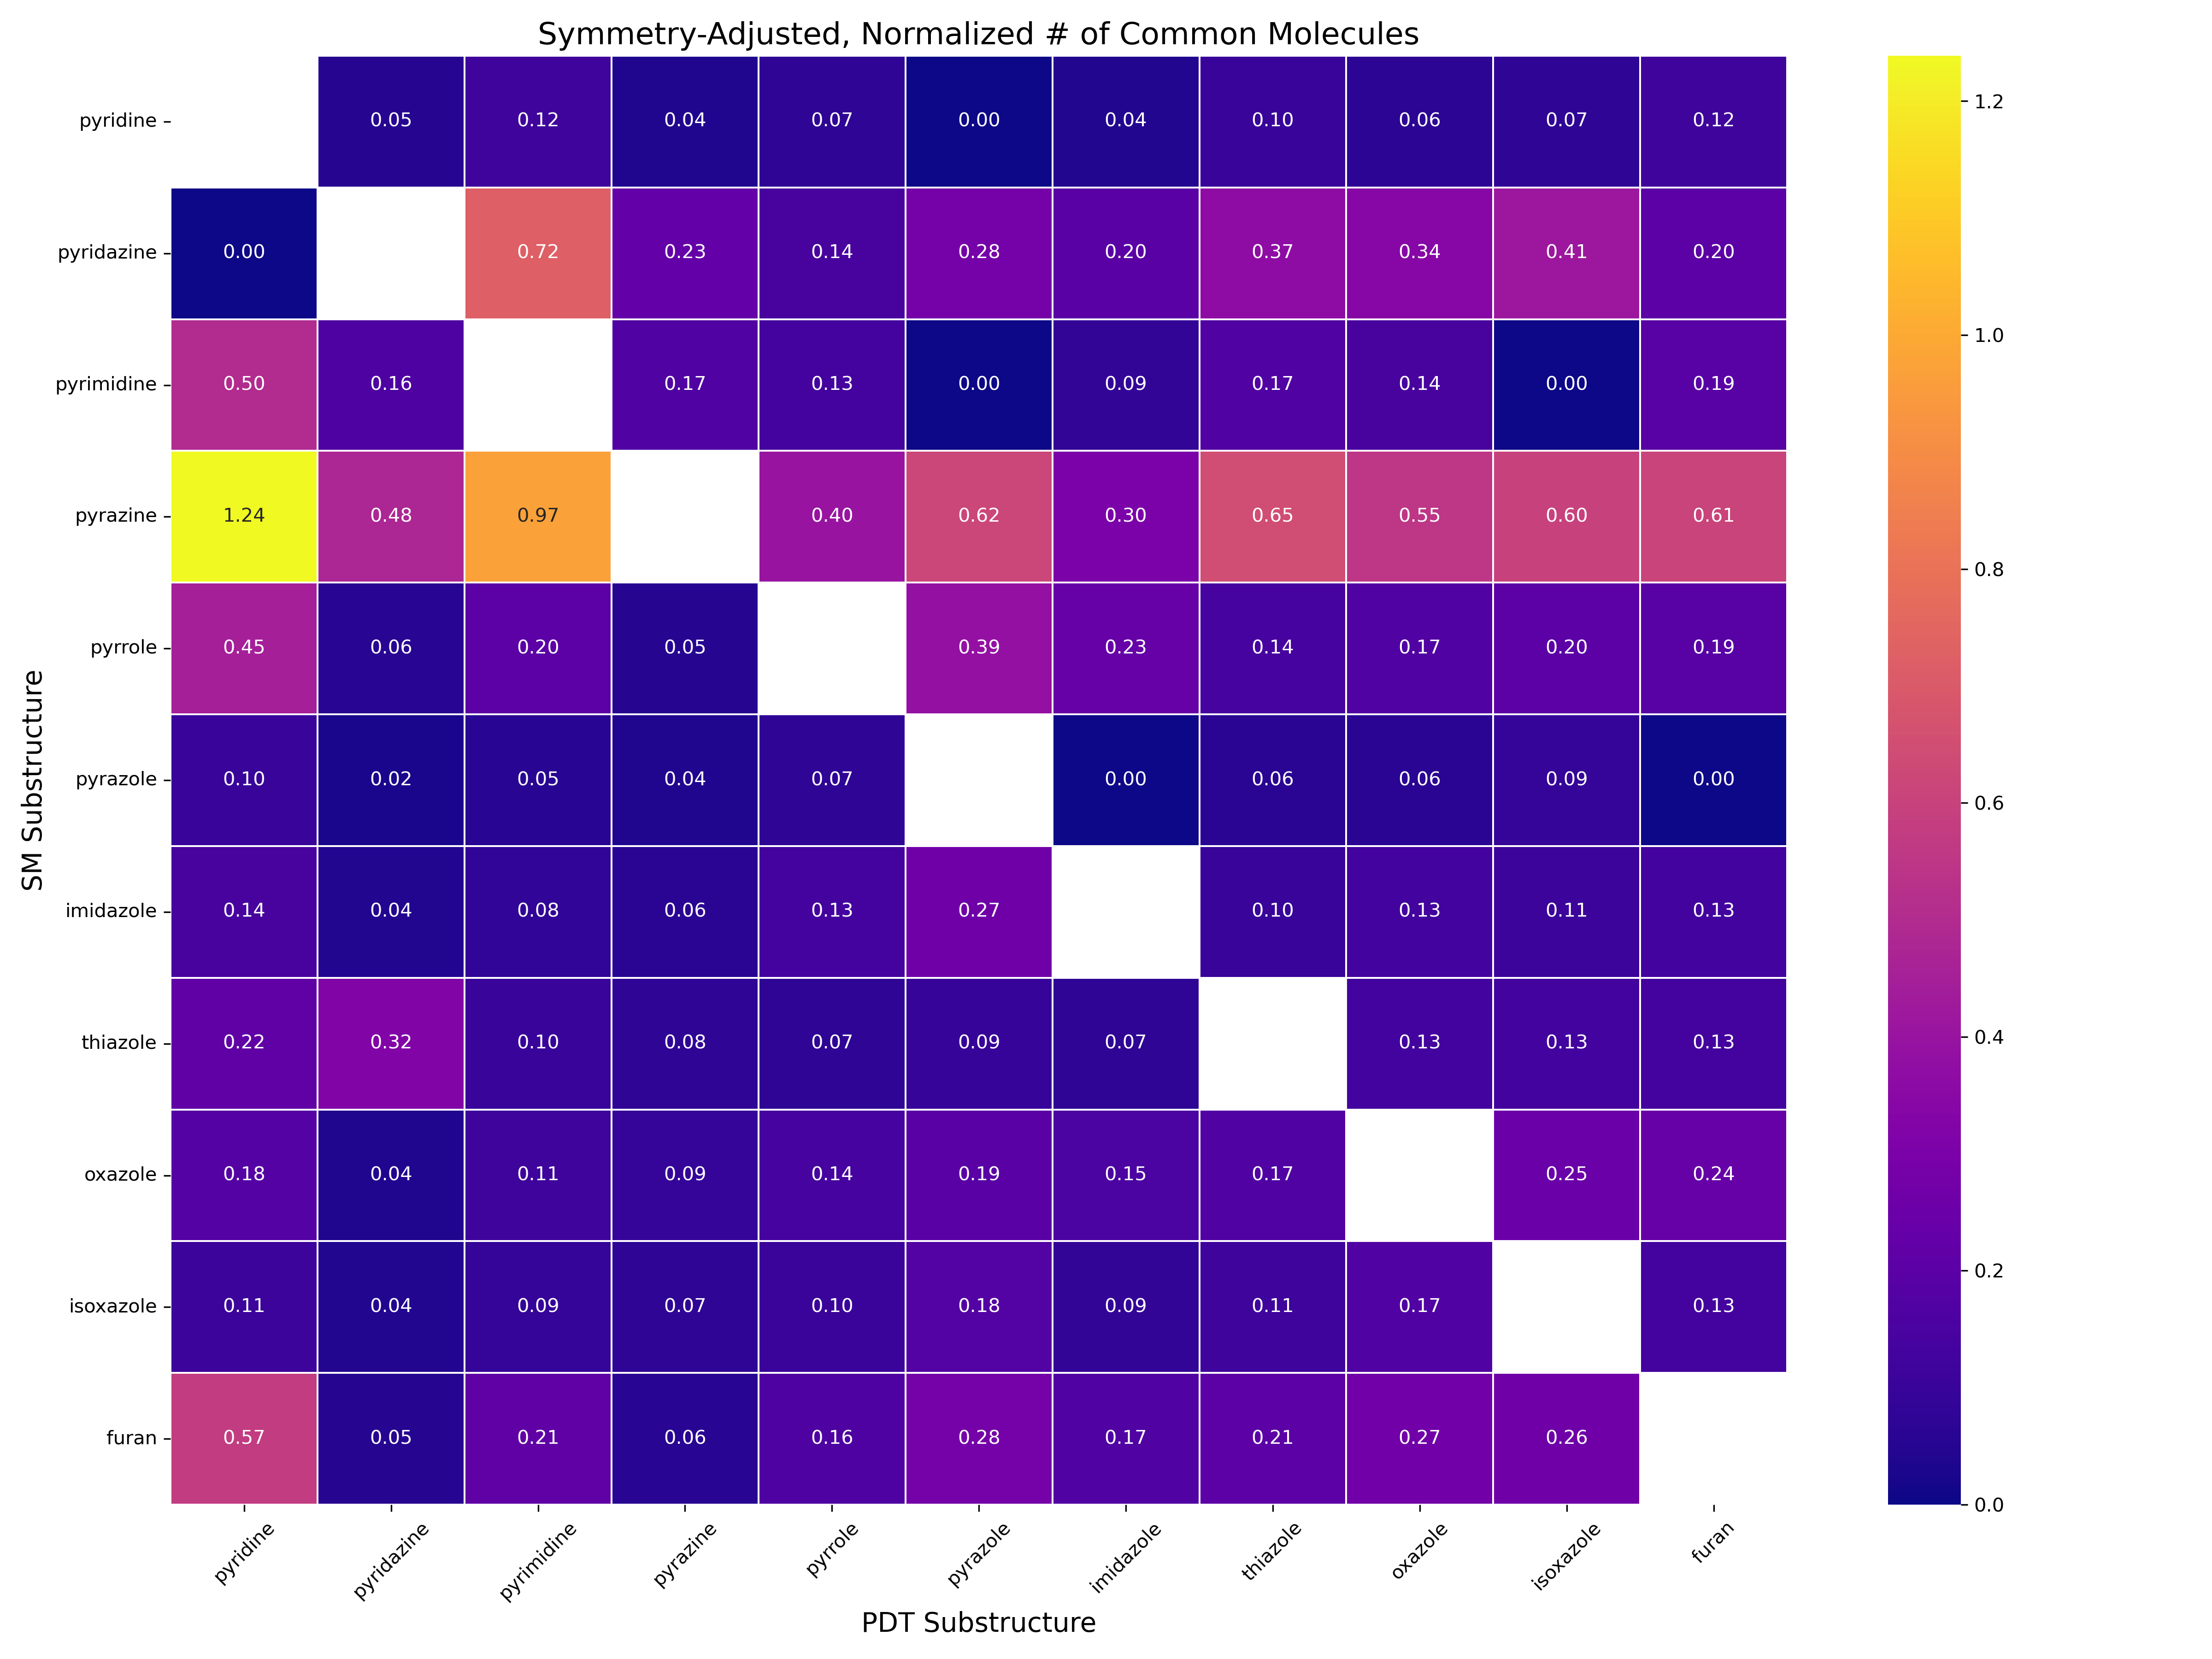 Symmetry-Adjusted, Normalized # of Common Molecules
pyridine 0.05 0.12 0.04 0.07 0.00 0.04 0.10 0.06 0.07 0.12
pyridazine 0.00 0.72 0.23 0.14 0.28 0.20 0.37 0.34 0.41 0.20
pyrimidine 0.50 0.16 0.17 0.13 0.00 0.09 0.17 0.14 0.00 0.19
pyrazine 1.24 0.48 0.97 0.40 0.62 0.30 0.65 0.55 0.60 0.61
pyrrole 0.45 0.06 0.20 0.05 0.39 0.23 0.14 0.17 0.20 0.19
pyrazole 0.10 0.02 0.05 0.04 0.07 0.00 0.06 0.06 0.09 0.00
imidazole 0.14 0.04 0.08 0.06 0.13 0.27 0.10 0.13 0.11 0.13
thiazole 0.22 0.32 0.10 0.08 0.07 0.09 0.07 0.13 0.13 0.13
oxazole 0.18 0.04 0.11 0.09 0.14 0.19 0.15 0.17 0.25 0.24
isoxazole 0.11 0.04 0.09 0.07 0.10 0.18 0.09 0.11 0.17 0.13
furan 0.57 0.05 0.21 0.06 0.16 0.28 0.17 0.21 0.27 0.26
pyridine pyridazine pyrimidine pyrazine pyrrole pyrazole imidazole thiazole oxazole isoxazole furan
PDT Substructure
SM Substructure
1.2
1.0
0.8
0.6
0.4
0.2
0.0